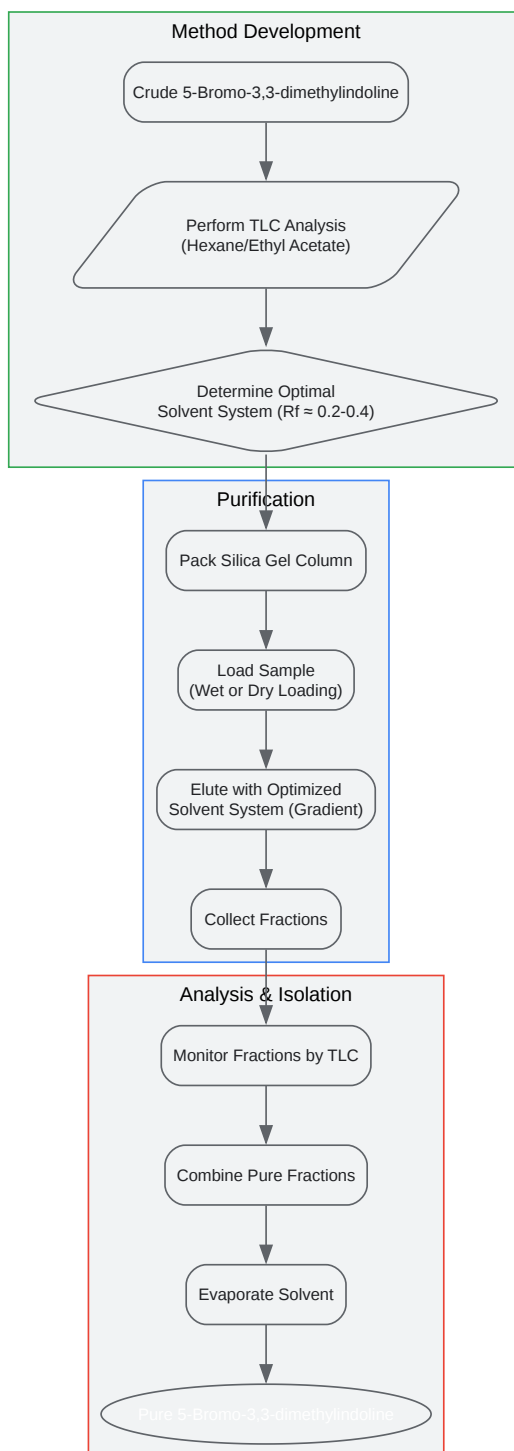 Method Development
Crude 5-Bromo-3,3-dimethylindoline
Perform TLC Analysis
(Hexane/Ethyl Acetate)
Determine Optimal
Solvent System (Rf ≈ 0.2-0.4)
Purification
Pack Silica Gel Column
Load Sample
(Wet or Dry Loading)
Elute with Optimized
Solvent System (Gradient)
Collect Fractions
Analysis & Isolation
Monitor Fractions by TLC
Combine Pure Fractions
Evaporate Solvent
Pure 5-Bromo-3,3-dimethylindoline